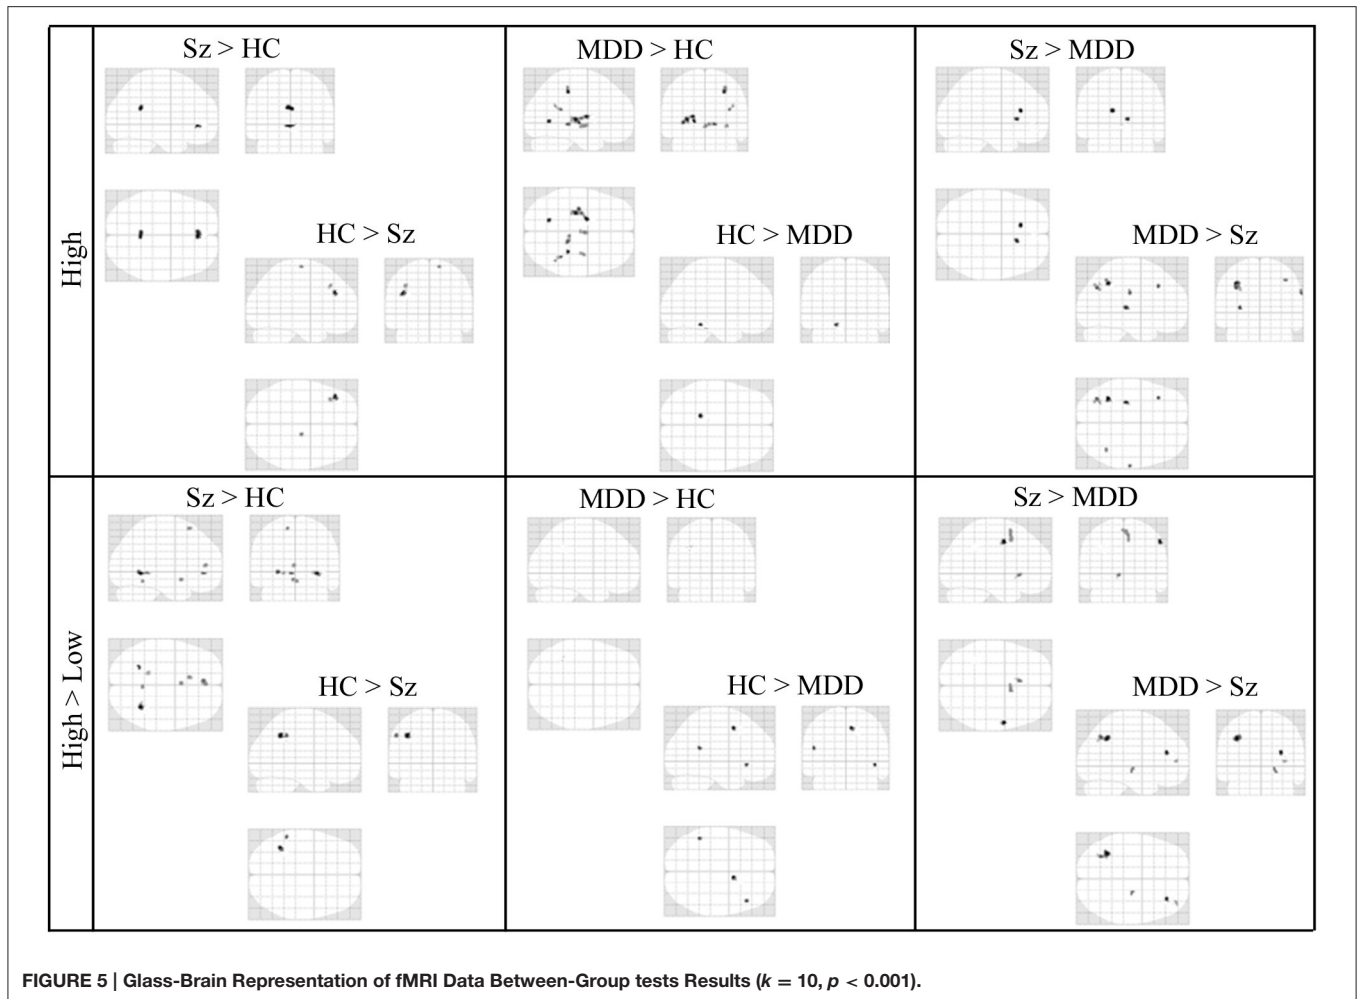 High
Sz > HC
HC > Sz
MDD > HC
HC > MDD
Sz > MDD
MDD > Sz
High > Low
Sz > HC
HC > Sz
MDD > HC
HC > MDD
Sz > MDD
MDD > Sz
FIGURE 5 | Glass-Brain Representation of fMRI Data Between-Group tests Results (k = 10, p < 0.001).